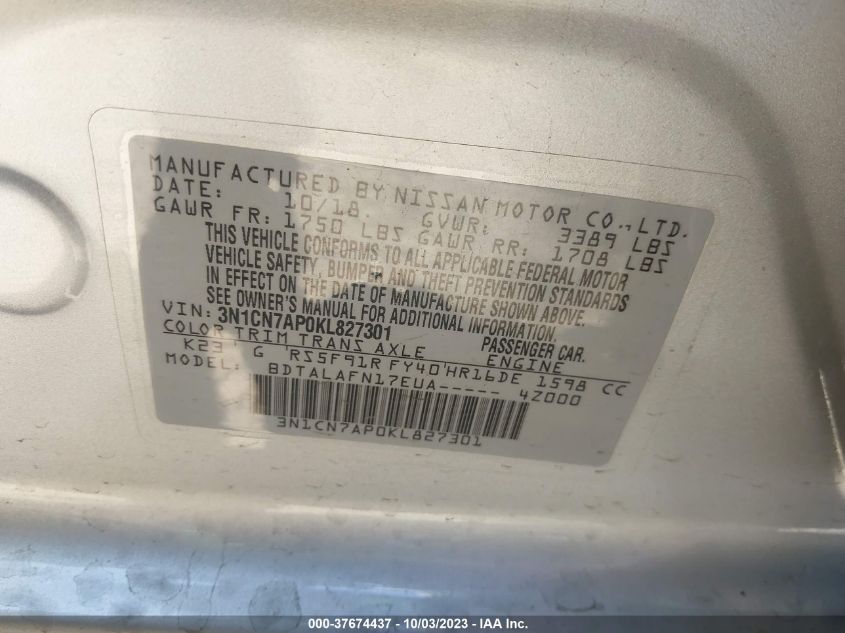 MANUFACTURED BY NISSAN MOTOR CO., LTD.
DATE: 10/18. GVWR: 3389 LBS
GAWR FR: 1750 LBS GAWR RR: 1708 LBS
THIS VEHICLE CONFORMS TO ALL APPLICABLE FEDERAL MOTOR
VEHICLE SAFETY, BUMPER AND THEFT PREVENTION STANDARDS
IN EFFECT ON THE DATE OF MANUFACTURE SHOWN ABOVE.
SEE OWNER'S MANUAL FOR ADDITIONAL INFORMATION.
VIN: 3N1CN7AP0KL827301 PASSENGER CAR.
COLOR TRIM TRANS AXLE ENGINE
K23 G RS5F91R FY40 HR16DE 1598 CC
MODEL: BDTALAFN17EUA----- 4Z000
3N1CN7AP0KL827301
000-37674437 - 10/03/2023 - IAA Inc.